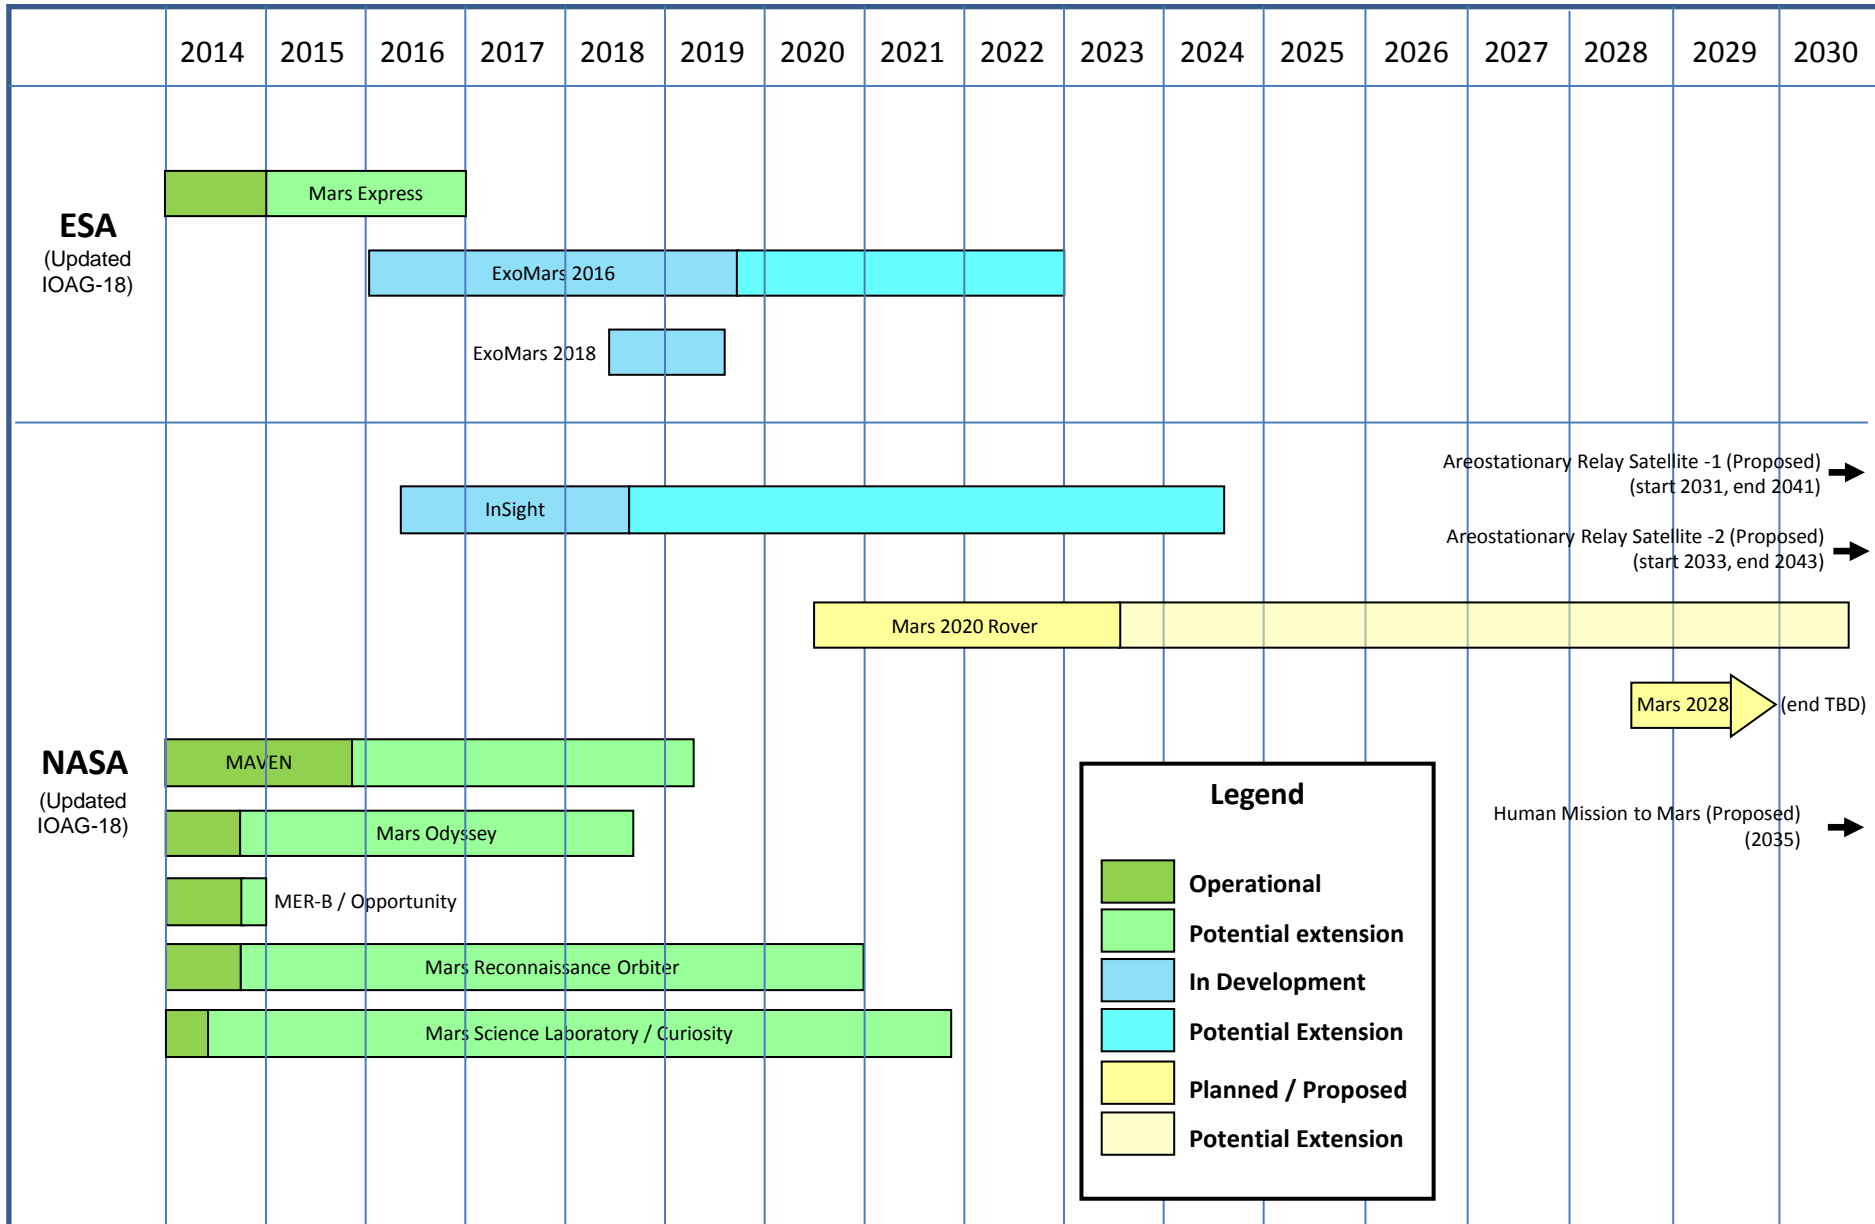 2014 2015 2016 2017 2018 2019 2020 2021 2022 2023 2024 2025 2026 2027 2028 2029 2030
ESA
(Updated
IOAG-18)
Mars Express
ExoMars 2016
ExoMars 2018
NASA
(Updated
IOAG-18)
Areostationary Relay Satellite -1 (Proposed)
(start 2031, end 2041)
InSight
Areostationary Relay Satellite -2 (Proposed)
(start 2033, end 2043)
Mars 2020 Rover
Mars 2028
(end TBD)
MAVEN
Mars Odyssey
Human Mission to Mars (Proposed)
(2035)
MER-B / Opportunity
Mars Reconnaissance Orbiter
Mars Science Laboratory / Curiosity
Legend
Operational
Potential extension
In Development
Potential Extension
Planned / Proposed
Potential Extension